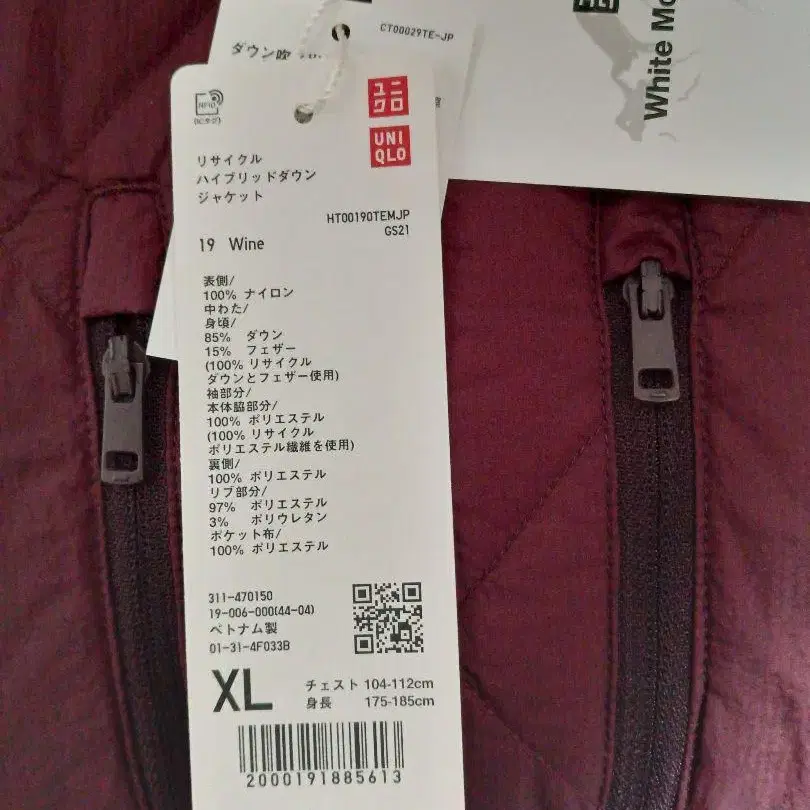 CT00029TE-JP
ダウン吹
White Mo
ユニ
クロ
UNI
QLO
リサイクル
ハイブリッドダウン
ジャケット
HT00190TEMJP
GS21
19 Wine
表側/
100% ナイロン
中わた/
身頃/
85% ダウン
15% フェザー
(100% リサイクル
ダウンとフェザー使用)
袖部分/
本体脇部分/
100% ポリエステル
(100% リサイクル
ポリエステル繊維を使用)
裏側/
100% ポリエステル
リブ部分/
97% ポリエステル
3% ポリウレタン
ポケット布/
100% ポリエステル
311-470150
19-006-000(44-04)
ベトナム製
01-31-4F033B
XL
チェスト 104-112cm
身長 175-185cm
2000191885613